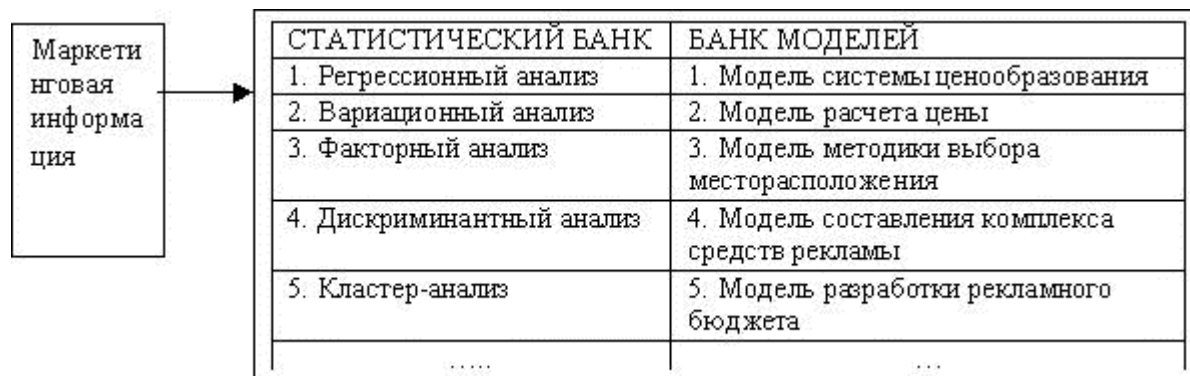 Маркети
нговая
информа
ция
СТАТИСТИЧЕСКИЙ БАНК
БАНК МОДЕЛЕЙ
1. Регрессионный анализ
1. Модель системы ценообразования
2. Вариационный анализ
2. Модель расчета цены
3. Факторный анализ
3. Модель методики выбора
месторасположения
4. Дискриминантный анализ
4. Модель составления комплекса
средств рекламы
5. Кластер-анализ
5. Модель разработки рекламного
бюджета
.....
...